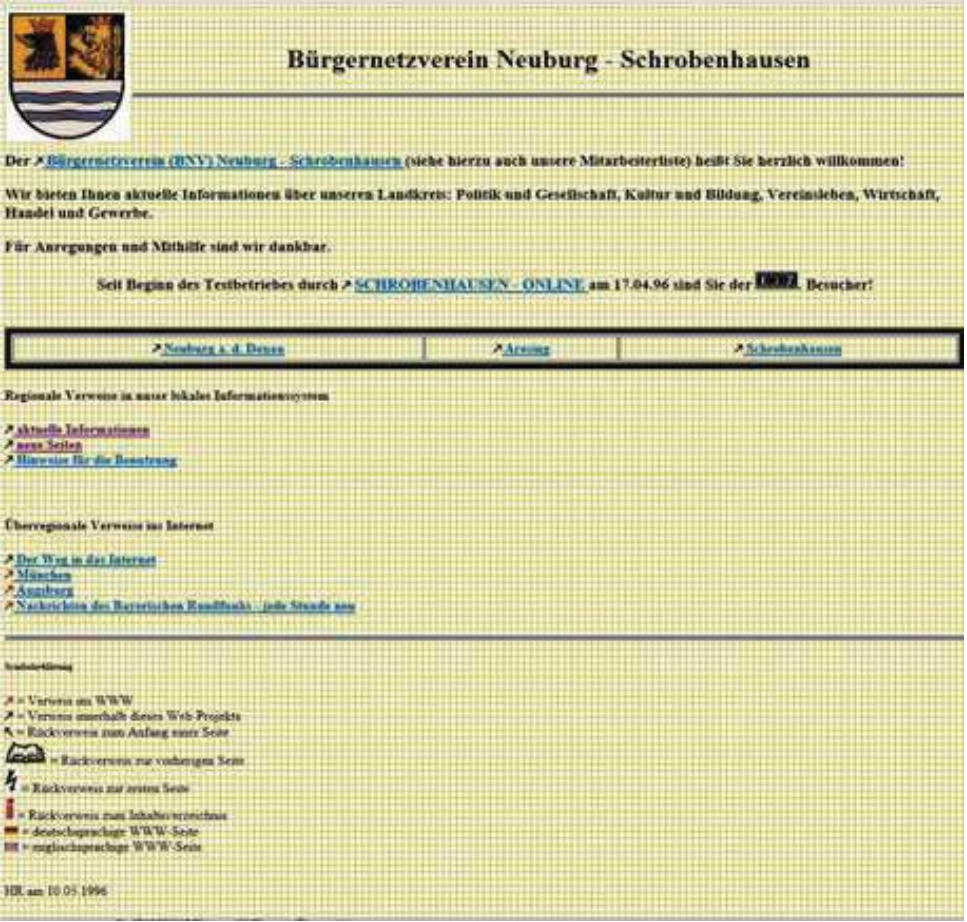 Bürgernetzverein Neuburg - Schrobenhausen
Der Bürgernetzverein (BNV) Neuburg - Schrobenhausen (siehe hierzu auch unsere Mitarbeiterliste) heißt Sie herzlich willkommen!
Wir bieten Ihnen aktuelle Informationen über unseren Landkreis: Politik und Gesellschaft, Kultur und Bildung, Vereinsleben, Wirtschaft,
Handel und Gewerbe.
Für Anregungen und Mithilfe sind wir dankbar.
Seit Beginn des Testbetriebes durch SCHROBENHAUSEN - ONLINE am 17.04.96 sind Sie der Besucher!
Neuburg a. d. Donau Aresing Schrobenhausen
Regionale Verweise in unser lokales Informationssystem
aktuelle Informationen
neue Seiten
Hinweise für die Benutzung
Überregionale Verweise ins Internet
Der Weg in das Internet
München
Augsburg
Nachrichten des Bayerischen Rundfunks - jede Stunde neu
= Verweis ins WWW
= Verweis innerhalb dieses Web-Projekts
= Rückverweis zum Anfang einer Seite
= Rückverweis zur vorherigen Seite
= Rückverweis zur ersten Seite
= Rückverweis zum Inhaltsverzeichnis
= deutschsprachige WWW-Seite
= englischsprachige WWW-Seite
HR am 10.05.1996